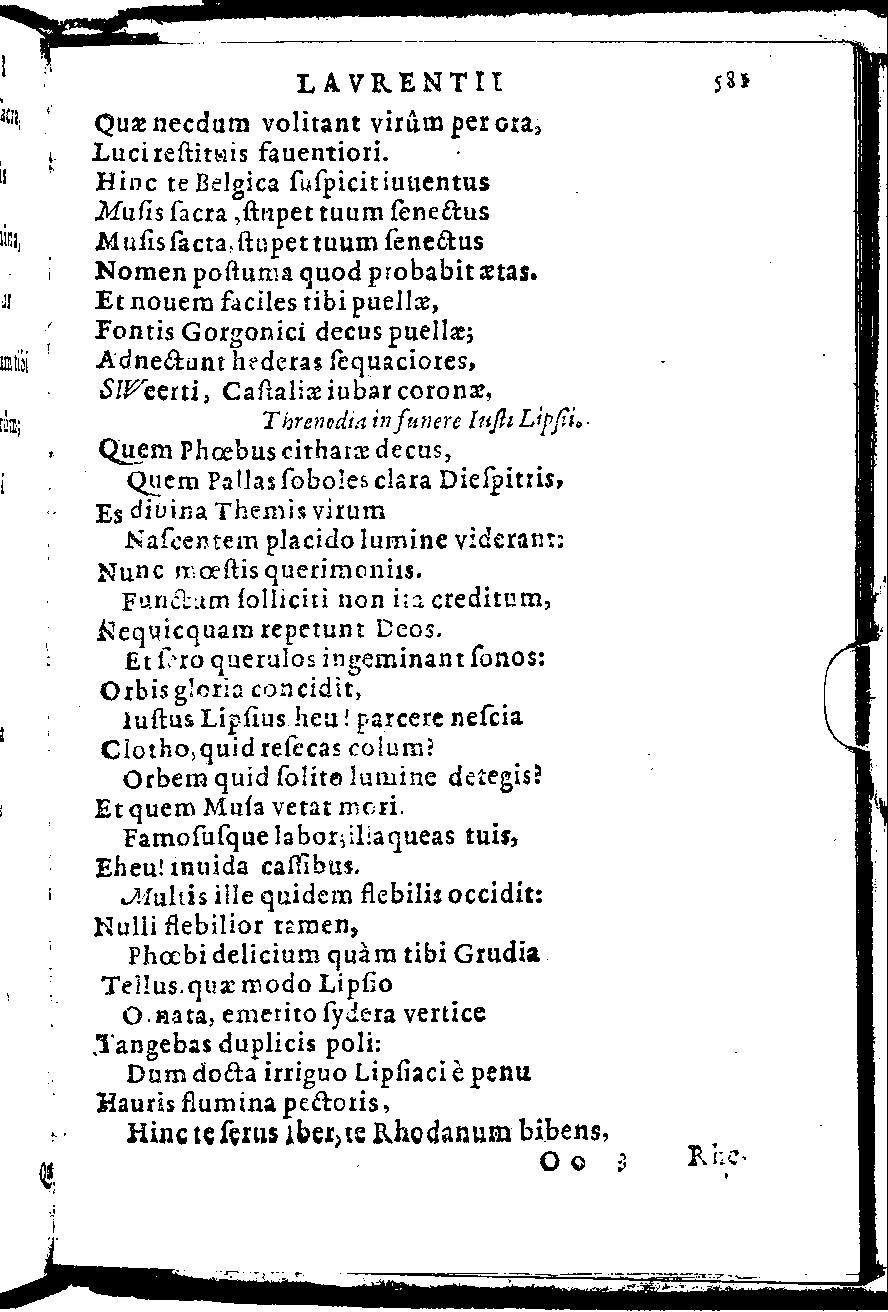 LAVRENTII 581
Quæ necdum volitant virûm per ora,
Luci reſtituis fauentiori.
Hinc te Belgica ſuſpicit iuuentus
Muſis ſacra, ſtupet tuum ſenectus
Muſis ſacta, ſtupet tuum ſenectus
Nomen poſtuma quod probabit ætas.
Et nouem faciles tibi puellæ,
Fontis Gorgonici decus puellæ;
Adnectunt hederas ſequaciores,
SWeerti, Caſtaliæ iubar coronæ,
Threnodia in funere Iuſti Lipſii.
Quem Phœbus citharæ decus,
Quem Pallas ſoboles clara Dieſpitris,
Es divina Themis virum
Naſcentem placido lumine viderant:
Nunc mœſtis querimoniis.
Functum ſolliciti non ita creditum,
Nequicquam repetunt Deos.
Et ſero querulos ingeminant ſonos:
Orbis gloria concidit,
Iuſtus Lipſius heu! parcere neſcia
Clotho, quid reſecas colum?
Orbem quid ſolito lumine detegis?
Et quem Muſa vetat mori.
Famoſuſque labor, illaqueas tuis,
Eheu! inuida caſſibus.
Multis ille quidem flebilis occidit:
Nulli flebilior tamen,
Phœbi delicium quàm tibi Grudia
Tellus. quæ modo Lipſio
O.nata, emerito ſydera vertice
Tangebas duplicis poli:
Dum docta irriguo Lipſiaci è penu
Hauris flumina pectoris,
Hinc te ſerus Iber, te Rhodanum bibens,
O o 3 Rhe-